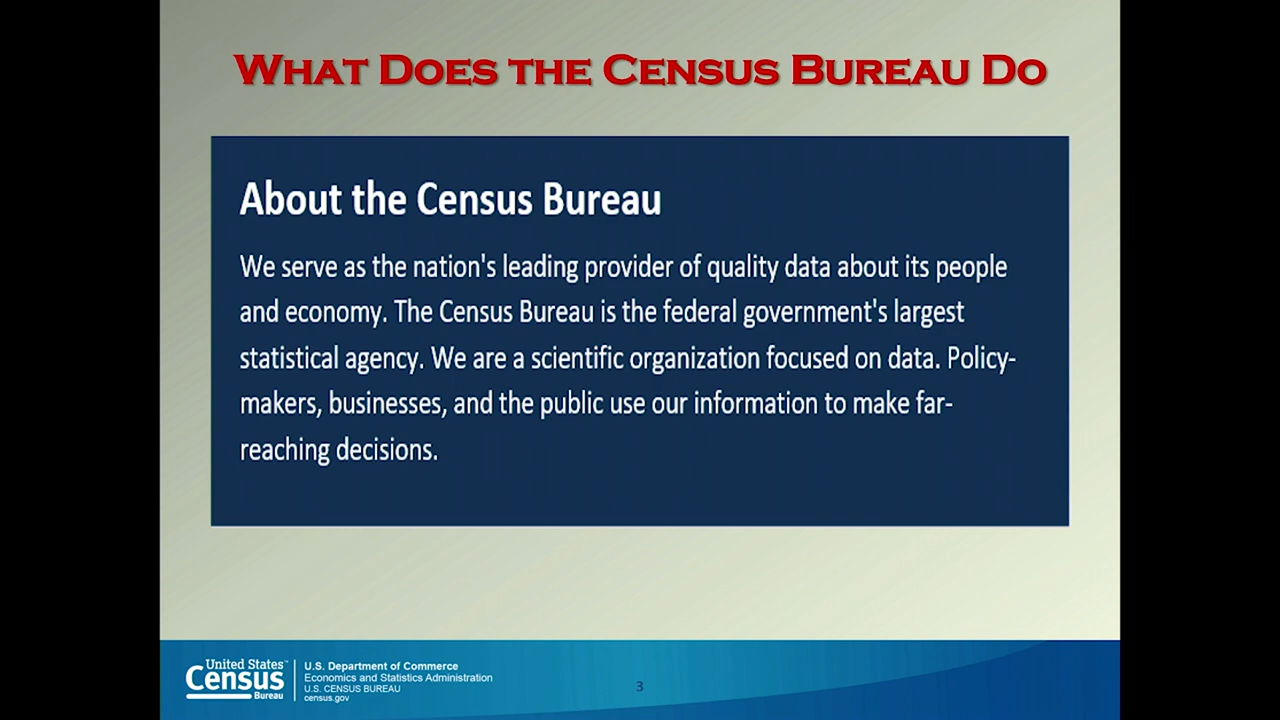 What Does the Census Bureau Do
About the Census Bureau
We serve as the nation's leading provider of quality data about its people
and economy. The Census Bureau is the federal government's largest
statistical agency. We are a scientific organization focused on data. Policy-
makers, businesses, and the public use our information to make far-
reaching decisions.
United States™
Census
Bureau
U.S. Department of Commerce
Economics and Statistics Administration
U.S. CENSUS BUREAU
census.gov
3